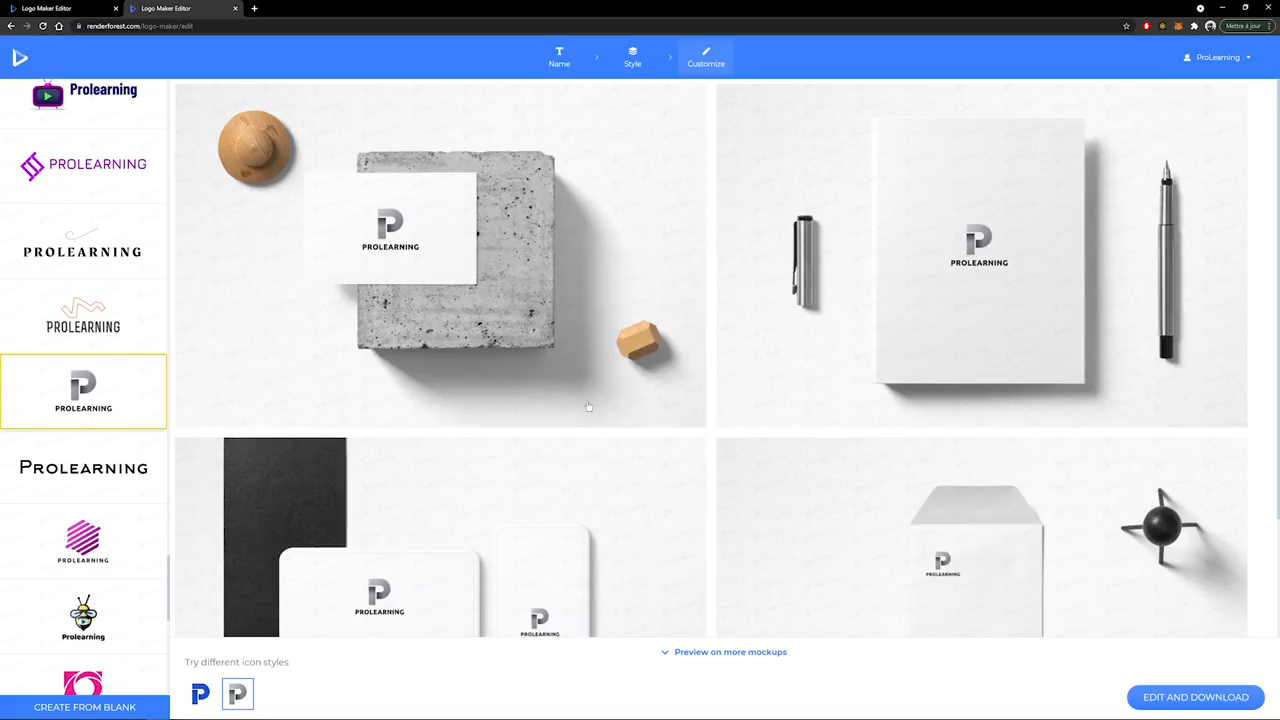 Logo Maker Editor
Logo Maker Editor
renderforest.com/logo-maker/edit
Mettre à jour
Name
Style
Customize
ProLearning
Prolearning
PROLEARNING
PROLEARNING
PROLEARNING
P
PROLEARNING
PROLEARNING
PROLEARNING
Prolearning
CREATE FROM BLANK
P
PROLEARNING
P
PROLEARNING
P
PROLEARNING
P
PROLEARNING
P
PROLEARNING
Preview on more mockups
Try different icon styles
P
P
EDIT AND DOWNLOAD